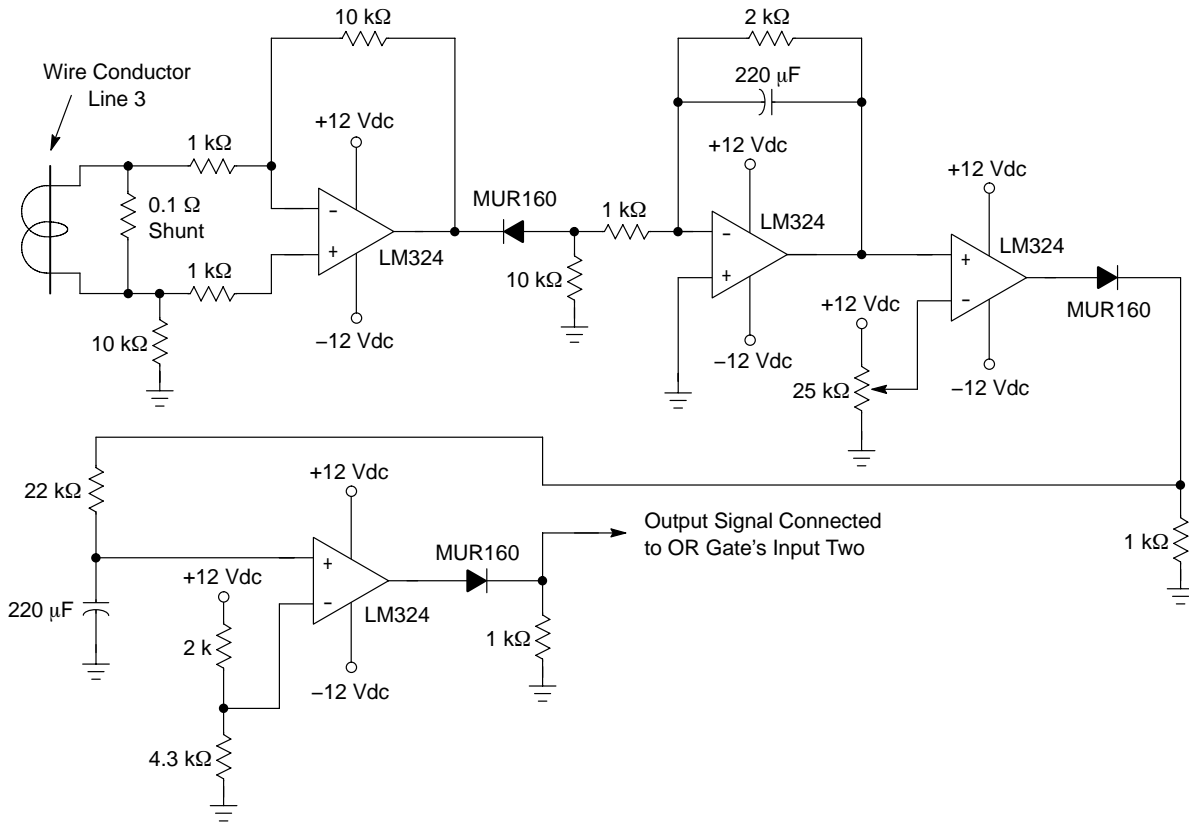 10 kΩ
2 kΩ
Wire Conductor
Line 3
220 µF
+12 Vdc
1 kΩ
+12 Vdc
+12 Vdc
0.1 Ω
Shunt
MUR160
1 kΩ
-
+
LM324
-
+
LM324
+
-
LM324
1 kΩ
10 kΩ
MUR160
+12 Vdc
–12 Vdc
–12 Vdc
10 kΩ
25 kΩ
–12 Vdc
22 kΩ
+12 Vdc
Output Signal Connected
to OR Gate's Input Two
1 kΩ
MUR160
+
-
+12 Vdc
220 µF
LM324
2 k
1 kΩ
–12 Vdc
4.3 kΩ